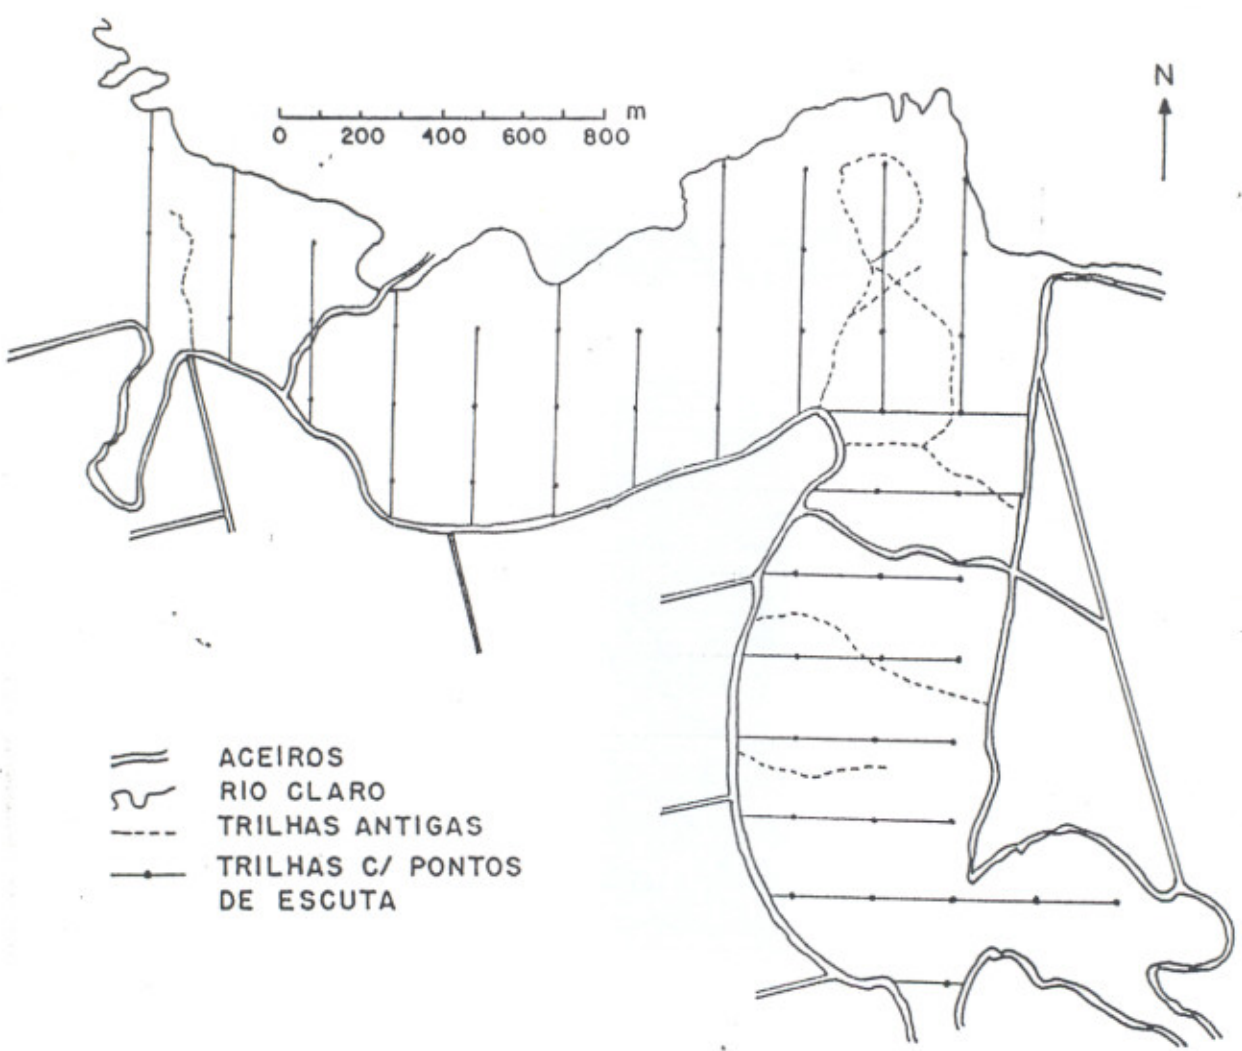 N
m
0 200 400 600 800
ACEIROS
RIO CLARO
TRILHAS ANTIGAS
TRILHAS C/ PONTOS
DE ESCUTA